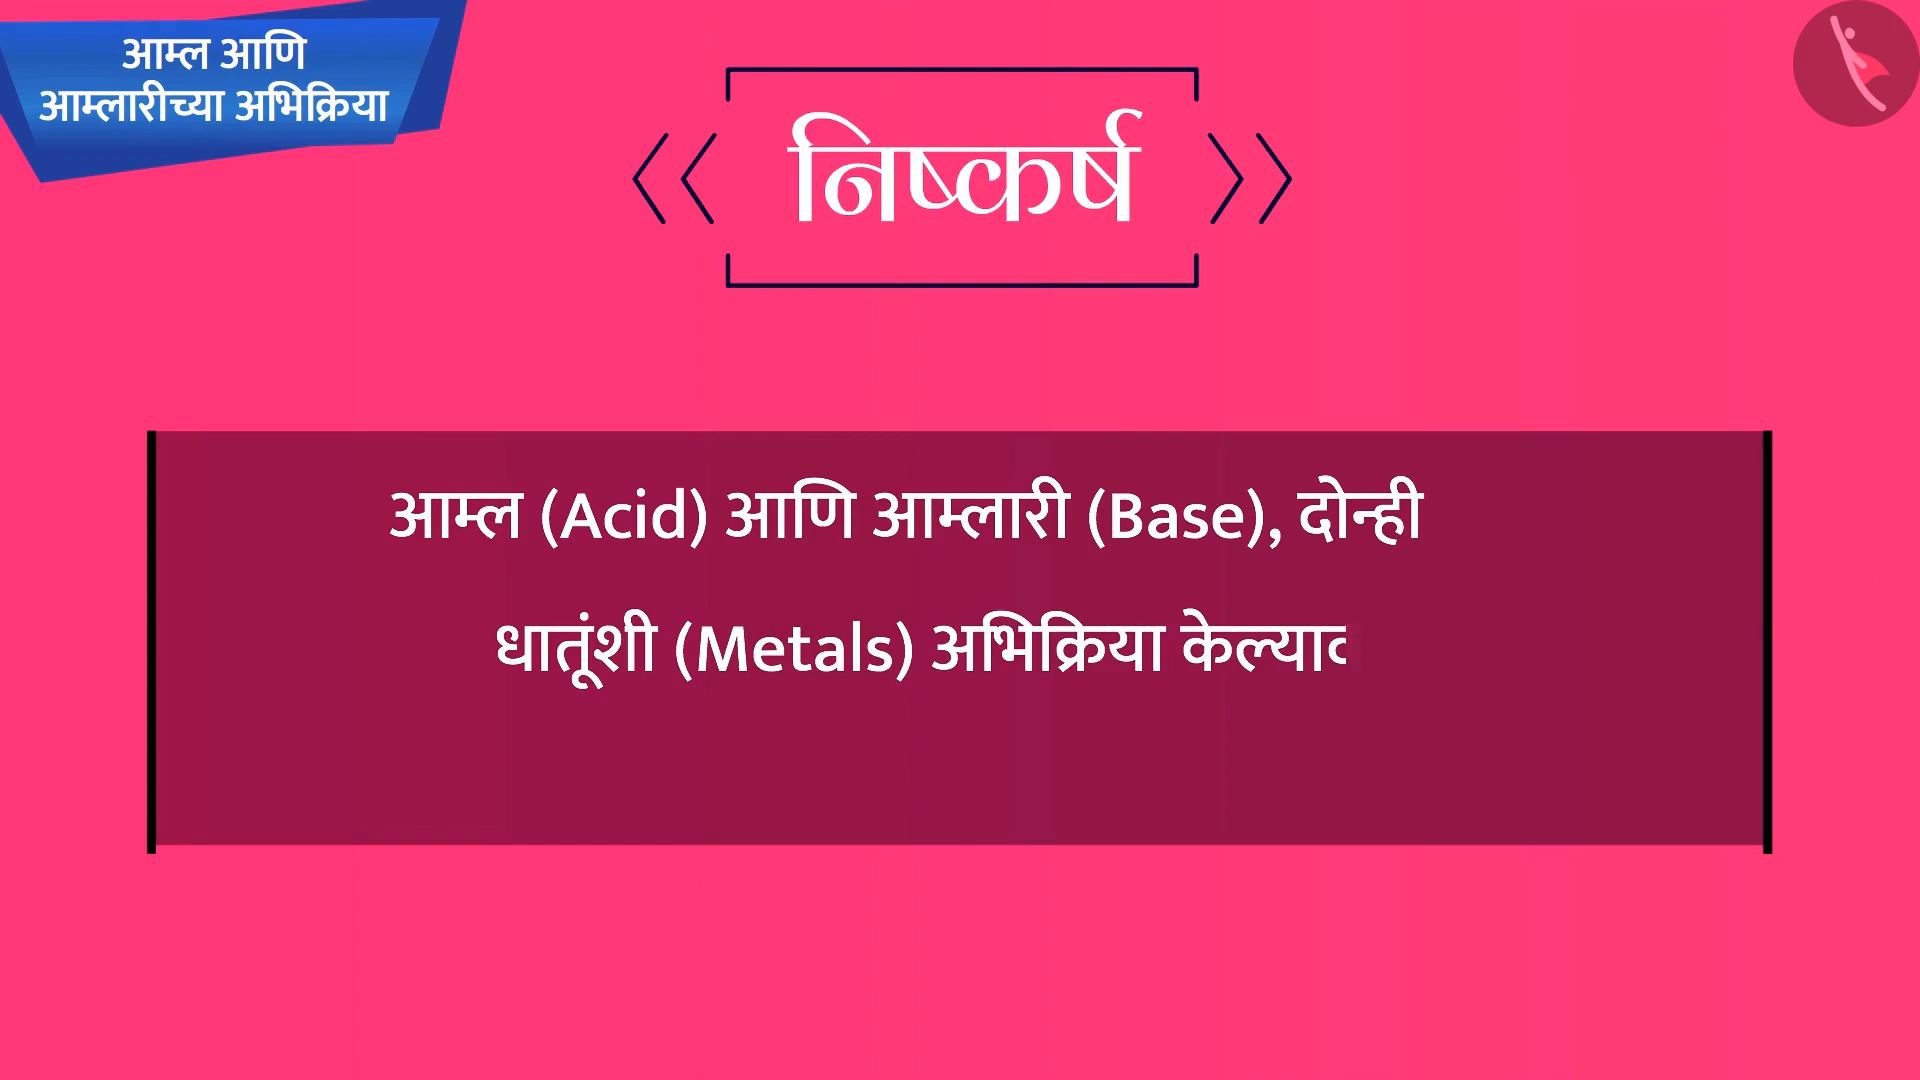 आम्ल आणि
आम्लारीच्या अभिक्रिया
निष्कर्ष
आम्ल (Acid) आणि आम्लारी (Base), दोन्ही
धातूंशी (Metals) अभिक्रिया